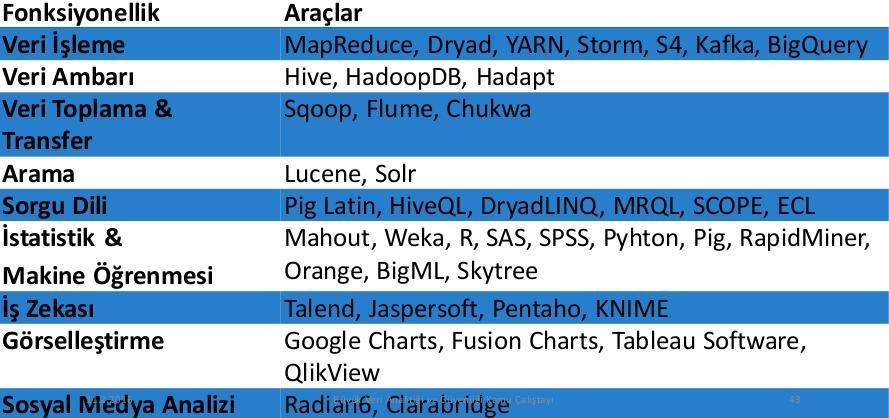 Fonksiyonellik Araçlar
Veri İşleme MapReduce, Dryad, YARN, Storm, S4, Kafka, BigQuery
Veri Ambarı Hive, HadoopDB, Hadapt
Veri Toplama & Sqoop, Flume, Chukwa
Transfer
Arama Lucene, Solr
Sorgu Dili Pig Latin, HiveQL, DryadLINQ, MRQL, SCOPE, ECL
İstatistik & Mahout, Weka, R, SAS, SPSS, Pyhton, Pig, RapidMiner,
Makine Öğrenmesi Orange, BigML, Skytree
İş Zekası Talend, Jaspersoft, Pentaho, KNIME
Görselleştirme Google Charts, Fusion Charts, Tableau Software,
QlikView
Sosyal Medya Analizi Radian6, Clarabridge
Çalıştayı 43